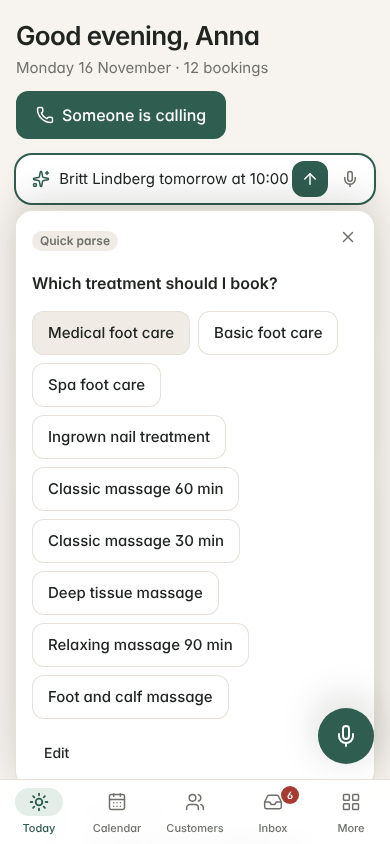 Good evening, Anna
Monday 16 November · 12 bookings
Someone is calling
Britt Lindberg tomorrow at 10:00
Quick parse
Which treatment should I book?
Medical foot care
Basic foot care
Spa foot care
Ingrown nail treatment
Classic massage 60 min
Classic massage 30 min
Deep tissue massage
Relaxing massage 90 min
Foot and calf massage
Edit
6
Today
Calendar
Customers
Inbox
More